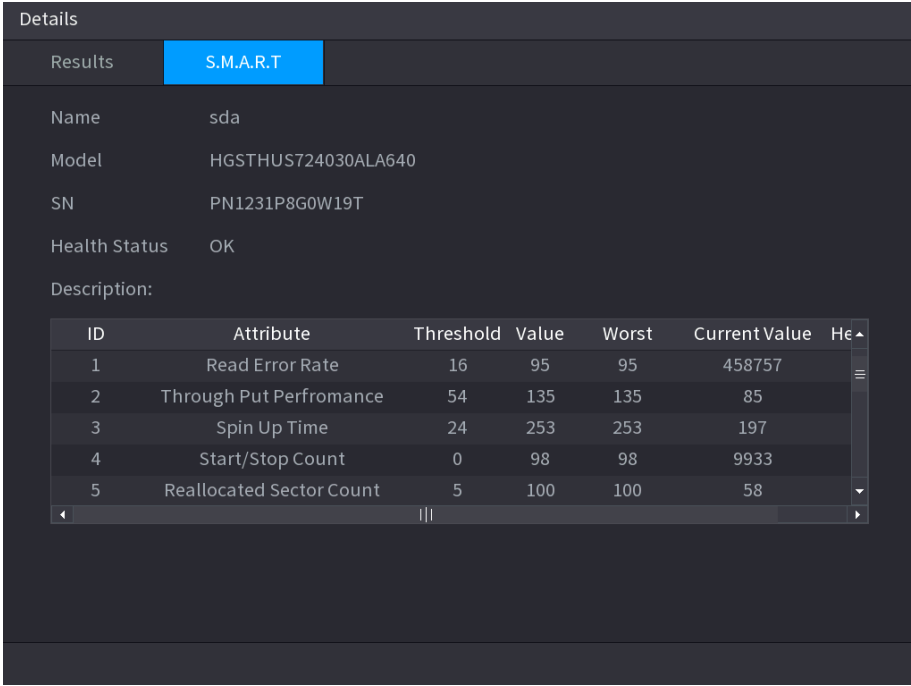 Details
Results S.M.A.R.T
Name sda
Model HGSTHUS724030ALA640
SN PN1231P8G0W19T
Health Status OK
Description:
ID Attribute Threshold Value Worst Current Value He
1 Read Error Rate 16 95 95 458757
2 Through Put Perfromance 54 135 135 85
3 Spin Up Time 24 253 253 197
4 Start/Stop Count 0 98 98 9933
5 Reallocated Sector Count 5 100 100 58